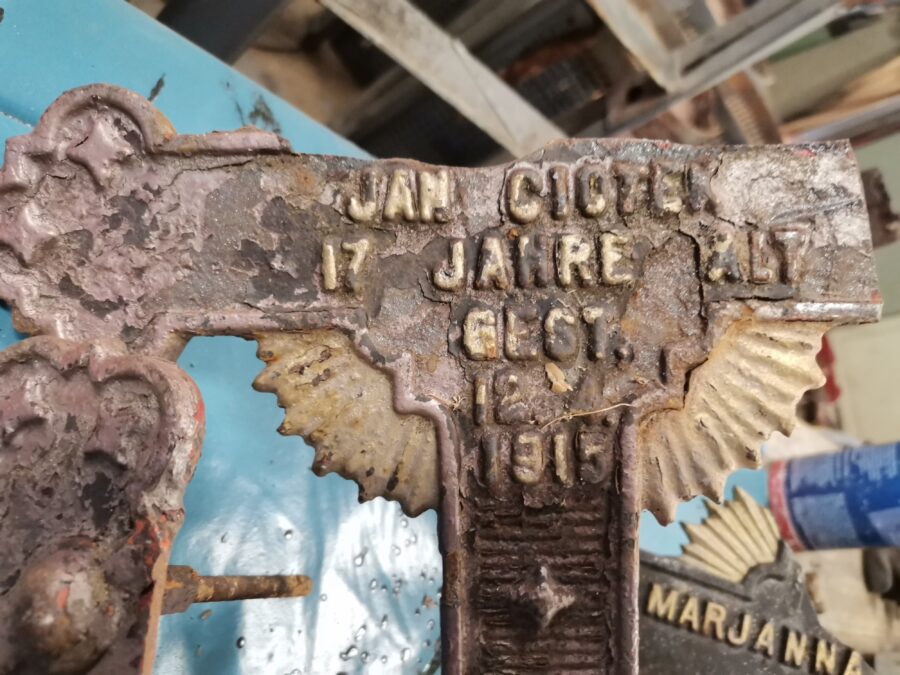 JAN CIOTEK
17 JAHRE ALT
GEST.
12
1915
MARJANNA